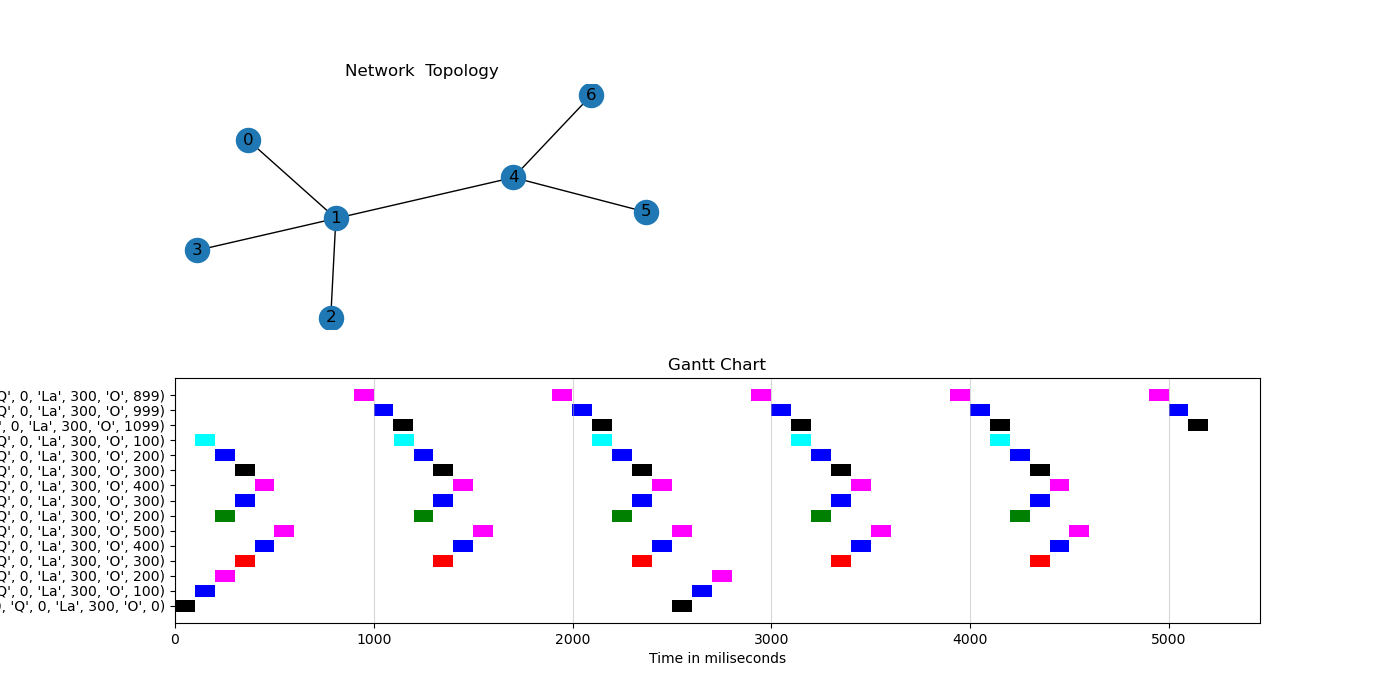 Network  Topology
6
0
4
5
1
3
2
Gantt Chart
Q', 0, 'La', 300, 'O', 899)
Q', 0, 'La', 300, 'O', 999)
', 0, 'La', 300, 'O', 1099)
Q', 0, 'La', 300, 'O', 100)
Q', 0, 'La', 300, 'O', 200)
Q', 0, 'La', 300, 'O', 300)
Q', 0, 'La', 300, 'O', 400)
Q', 0, 'La', 300, 'O', 300)
Q', 0, 'La', 300, 'O', 200)
Q', 0, 'La', 300, 'O', 500)
Q', 0, 'La', 300, 'O', 400)
Q', 0, 'La', 300, 'O', 300)
Q', 0, 'La', 300, 'O', 200)
Q', 0, 'La', 300, 'O', 100)
, 'Q', 0, 'La', 300, 'O', 0)
0 1000 2000 3000 4000 5000
Time in miliseconds